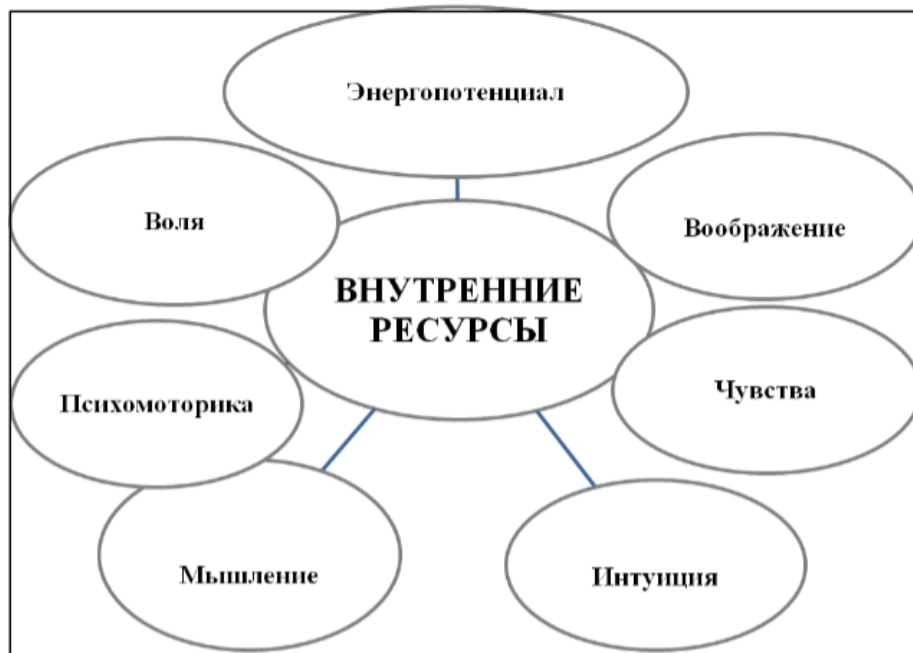 Энергопотенциал
Воля
Воображение
ВНУТРЕННИЕ
РЕСУРСЫ
Психомоторика
Чувства
Мышление
Интуиция